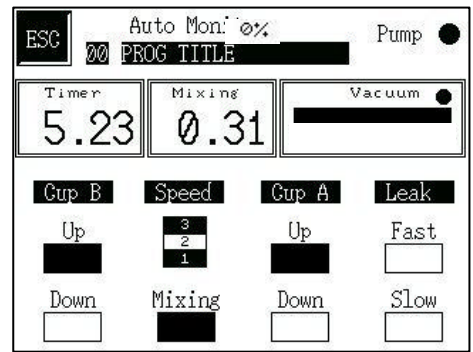 ESC
Auto Moni 0%
Pump
00 PROG TITLE
Timer Mixing Vacuum
5.23 0.31
Cup B Speed Cup A Leak
Up 3 Up Fast
2
1
Down Mixing Down Slow